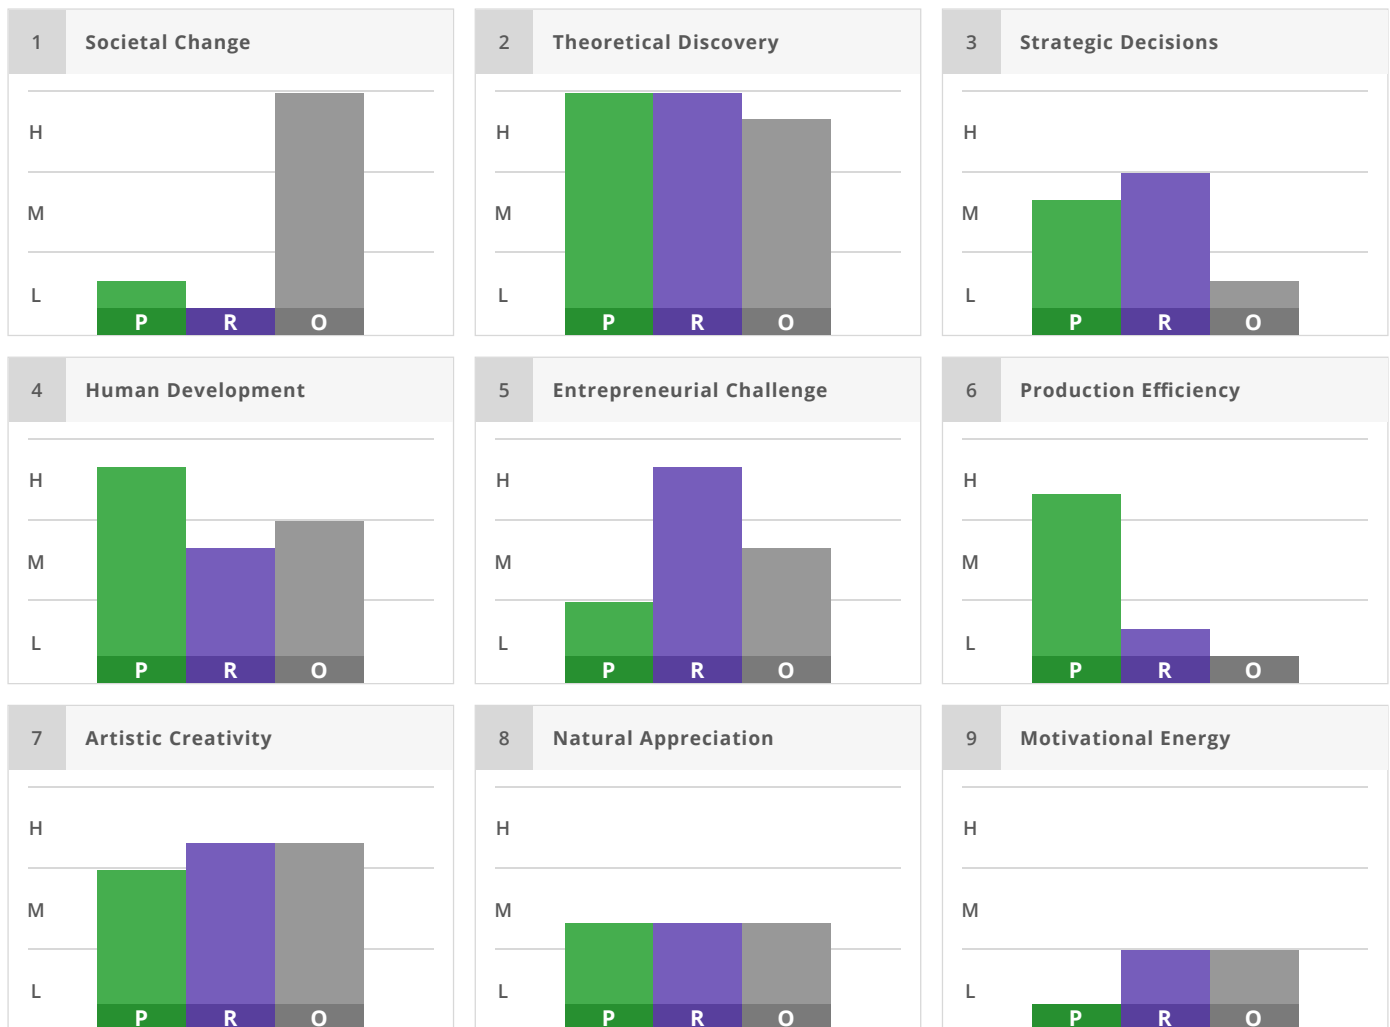 1 Societal Change
H
M
L
P R O
2 Theoretical Discovery
H
M
L
P R O
3 Strategic Decisions
H
M
L
P R O
4 Human Development
H
M
L
P R O
5 Entrepreneurial Challenge
H
M
L
P R O
6 Production Efficiency
H
M
L
P R O
7 Artistic Creativity
H
M
L
P R O
8 Natural Appreciation
H
M
L
P R O
9 Motivational Energy
H
M
L
P R O